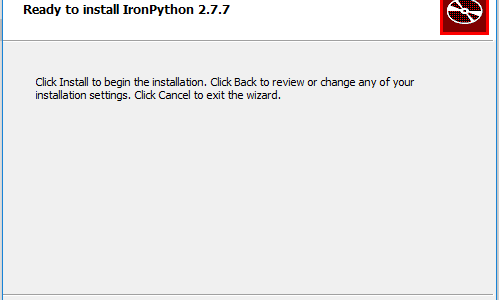 Ready to install IronPython 2.7.7
Click Install to begin the installation. Click Back to review or change any of your
installation settings. Click Cancel to exit the wizard.